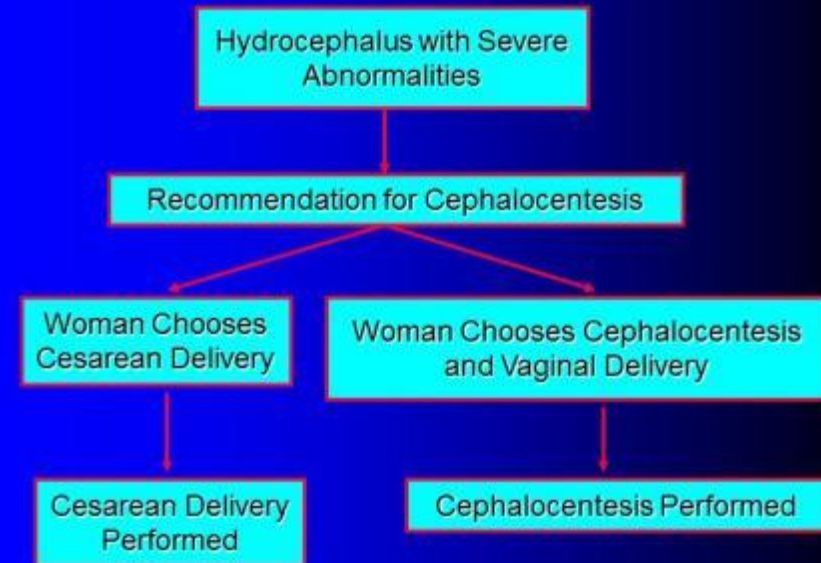 Hydrocephalus with Severe
Abnormalities
Recommendation for Cephalocentesis
Woman Chooses
Cesarean Delivery
Woman Chooses Cephalocentesis
and Vaginal Delivery
Cesarean Delivery
Performed
Cephalocentesis Performed